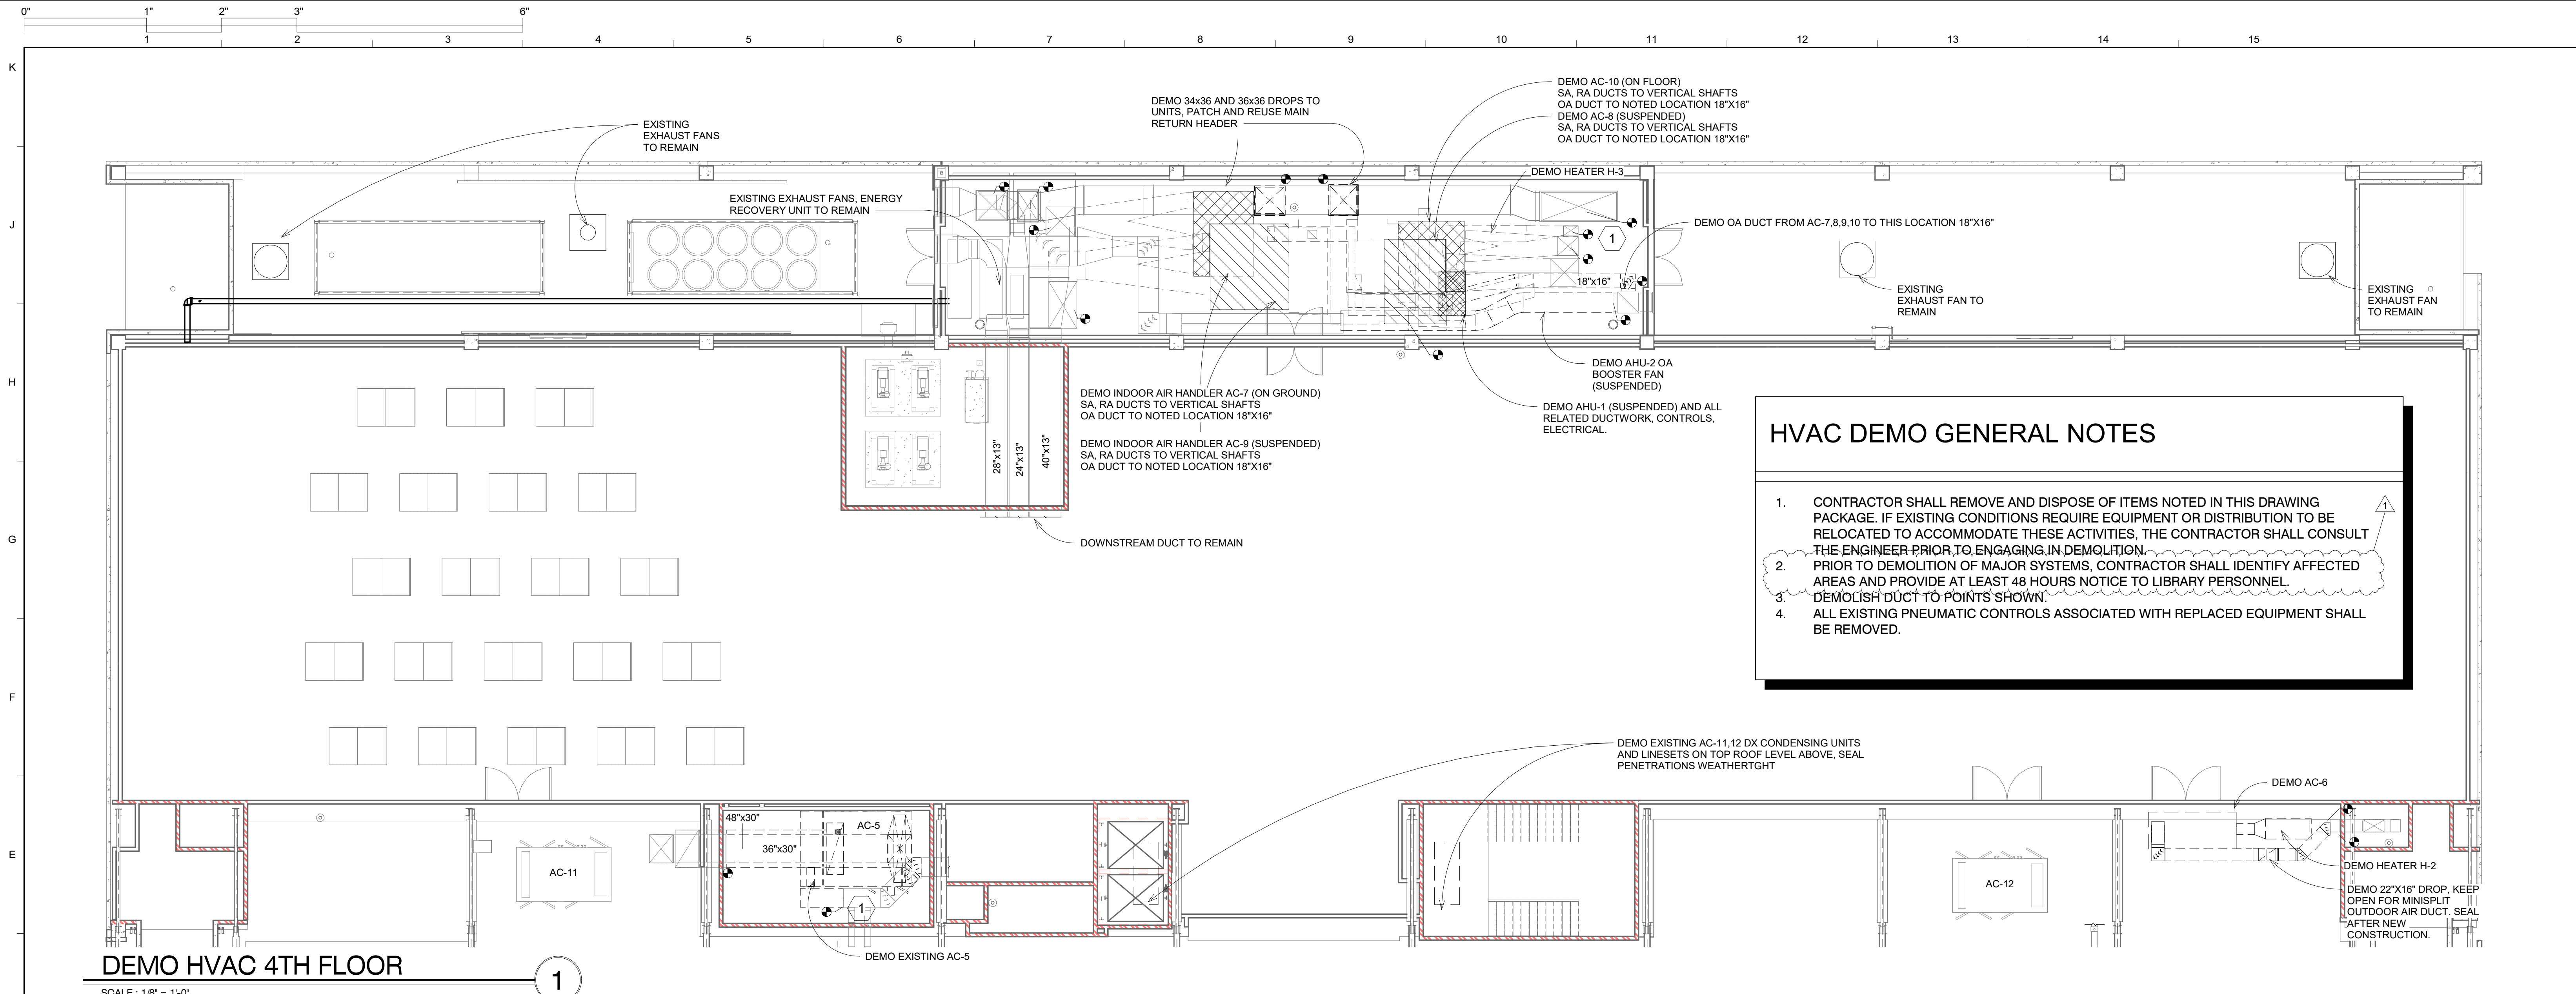 0" 1" 2" 3" 6"
1 2 3 4 5 6 7 8 9 10 11 12 13 14 15
K
J
H
G
F
E
EXISTING
EXHAUST FANS
TO REMAIN
DEMO 34x36 AND 36x36 DROPS TO
UNITS, PATCH AND REUSE MAIN
RETURN HEADER
DEMO AC-10 (ON FLOOR)
SA, RA DUCTS TO VERTICAL SHAFTS
OA DUCT TO NOTED LOCATION 18"X16"
DEMO AC-8 (SUSPENDED)
SA, RA DUCTS TO VERTICAL SHAFTS
OA DUCT TO NOTED LOCATION 18"X16"
DEMO HEATER H-3
EXISTING EXHAUST FANS, ENERGY
RECOVERY UNIT TO REMAIN
DEMO OA DUCT FROM AC-7,8,9,10 TO THIS LOCATION 18"X16"
1
18"x16"
EXISTING
EXHAUST FAN TO
REMAIN
EXISTING
EXHAUST FAN
TO REMAIN
DEMO AHU-2 OA
BOOSTER FAN
(SUSPENDED)
DEMO INDOOR AIR HANDLER AC-7 (ON GROUND)
SA, RA DUCTS TO VERTICAL SHAFTS
OA DUCT TO NOTED LOCATION 18"X16"
DEMO AHU-1 (SUSPENDED) AND ALL
RELATED DUCTWORK, CONTROLS,
ELECTRICAL.
DEMO INDOOR AIR HANDLER AC-9 (SUSPENDED)
SA, RA DUCTS TO VERTICAL SHAFTS
OA DUCT TO NOTED LOCATION 18"X16"
28"x13"
24"x13"
40"x13"
DOWNSTREAM DUCT TO REMAIN
HVAC DEMO GENERAL NOTES
1. CONTRACTOR SHALL REMOVE AND DISPOSE OF ITEMS NOTED IN THIS DRAWING
PACKAGE. IF EXISTING CONDITIONS REQUIRE EQUIPMENT OR DISTRIBUTION TO BE
RELOCATED TO ACCOMMODATE THESE ACTIVITIES, THE CONTRACTOR SHALL CONSULT
THE ENGINEER PRIOR TO ENGAGING IN DEMOLITION.
1
2. PRIOR TO DEMOLITION OF MAJOR SYSTEMS, CONTRACTOR SHALL IDENTIFY AFFECTED
AREAS AND PROVIDE AT LEAST 48 HOURS NOTICE TO LIBRARY PERSONNEL.
3. DEMOLISH DUCT TO POINTS SHOWN.
4. ALL EXISTING PNEUMATIC CONTROLS ASSOCIATED WITH REPLACED EQUIPMENT SHALL
BE REMOVED.
DEMO EXISTING AC-11,12 DX CONDENSING UNITS
AND LINESETS ON TOP ROOF LEVEL ABOVE, SEAL
PENETRATIONS WEATHERTGHT
DEMO AC-6
48"x30"
AC-5
36"x30"
AC-11
AC-12
1
DEMO HEATER H-2
DEMO 22"X16" DROP, KEEP
OPEN FOR MINISPLIT
OUTDOOR AIR DUCT. SEAL
AFTER NEW
CONSTRUCTION.
DEMO EXISTING AC-5
DEMO HVAC 4TH FLOOR
1
SCALE : 1/8" = 1'-0"